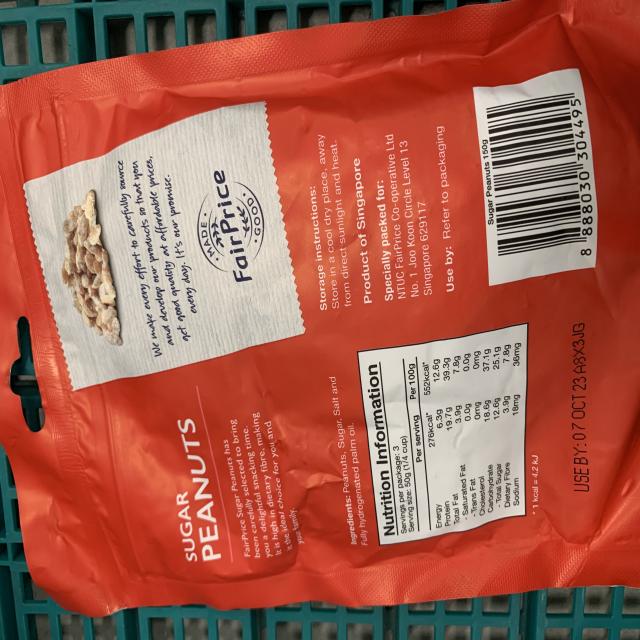 We make every effort to carefully source
and develop our products so that you
get good quality at affordable prices,
every day. It's our promise.
MADE
FairPrice
GOOD
SUGAR
PEANUTS
FairPrice Sugar Peanuts has
been carefully selected to bring
you a delightful snacking time.
It is high in dietary fibre, making
it the ideal choice for you and
your family.
Storage instructions:
Store in a cool dry place, away
from direct sunlight and heat.
Product of Singapore
Specially packed for:
NTUC FairPrice Co-operative Ltd
No. 1 Joo Koon Circle Level 13
Singapore 629117.
Use by: Refer to packaging
Sugar Peanuts 150g
8 888030 304495
Ingredients: Peanuts, Sugar, Salt and
Fully hydrogenated palm oil.
Nutrition Information
Servings per package: 3
Serving size: 50g (1/4 cup)
Per serving Per 100g
Energy 276kcal* 552kcal*
Protein 6.3g 12.6g
Total Fat 19.7g 39.3g
- Saturated Fat 3.9g 7.8g
- Trans Fat 0.0g 0.0g
Cholesterol 0mg 0mg
Carbohydrate 18.6g 37.1g
- Total Sugar 12.6g 25.1g
Dietary Fibre 3.9g 7.8g
Sodium 18mg 36mg
* 1 kcal = 4.2 kJ
USE BY: 07 OCT 23 A8X3JG